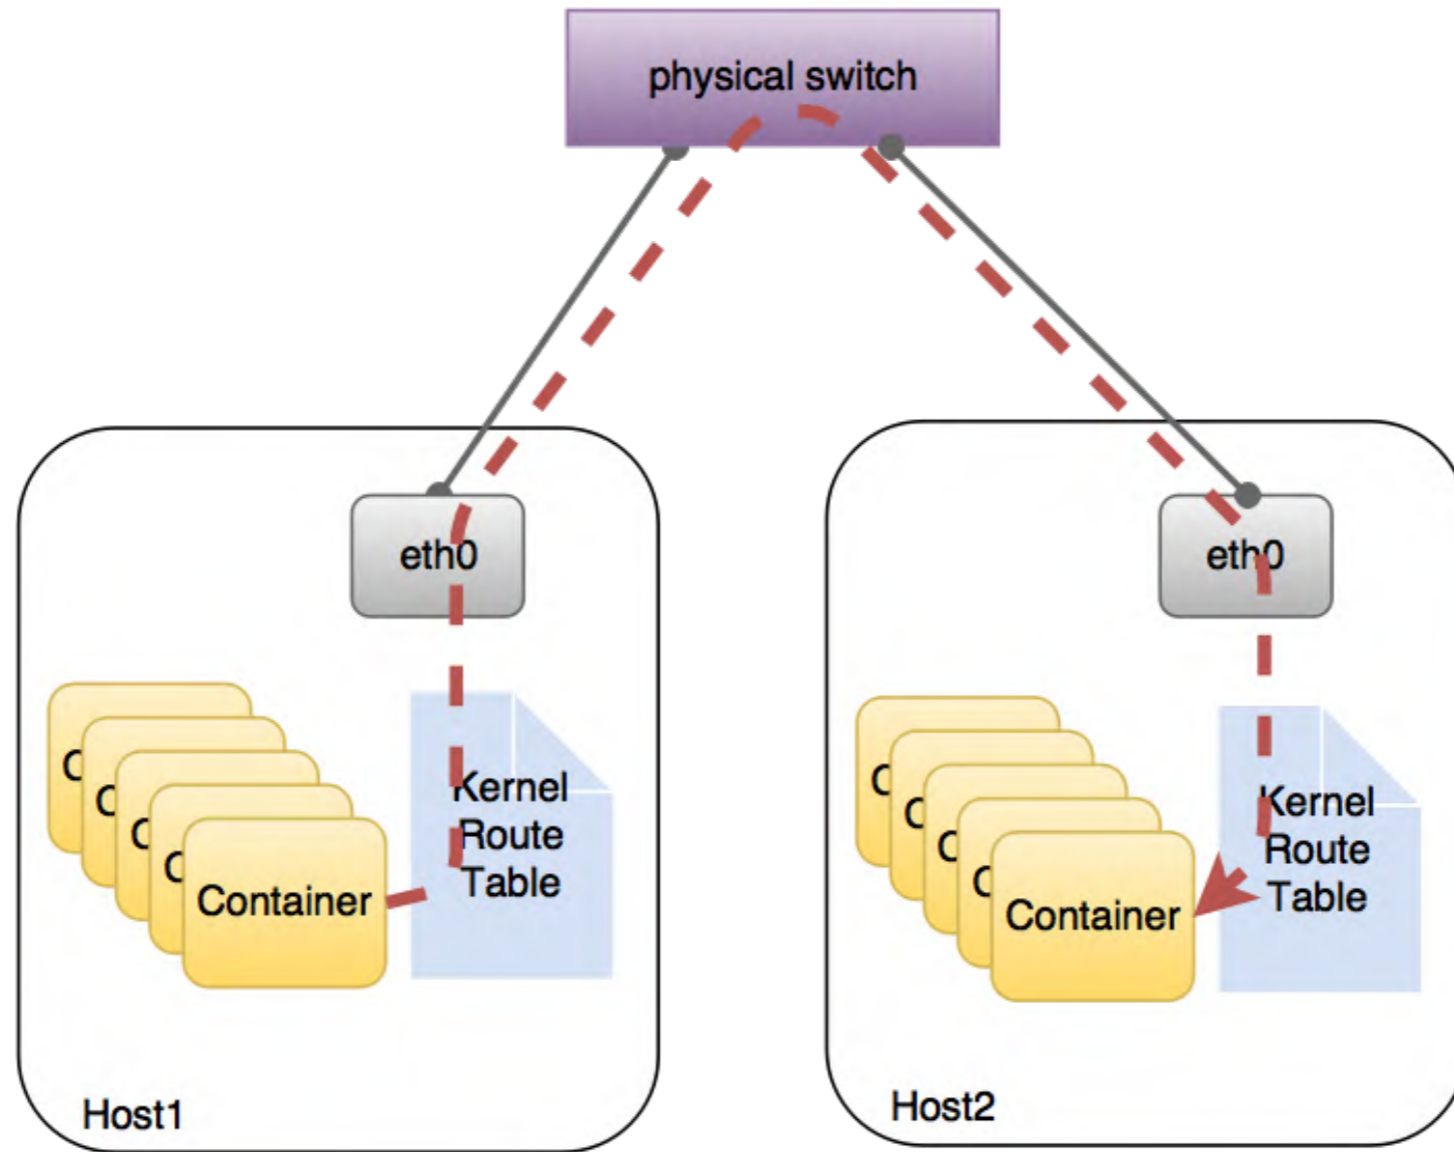 physical switch
eth0
eth0
C
C
C
C
Container
Kernel
Route
Table
C
C
C
C
Container
Kernel
Route
Table
Host1
Host2